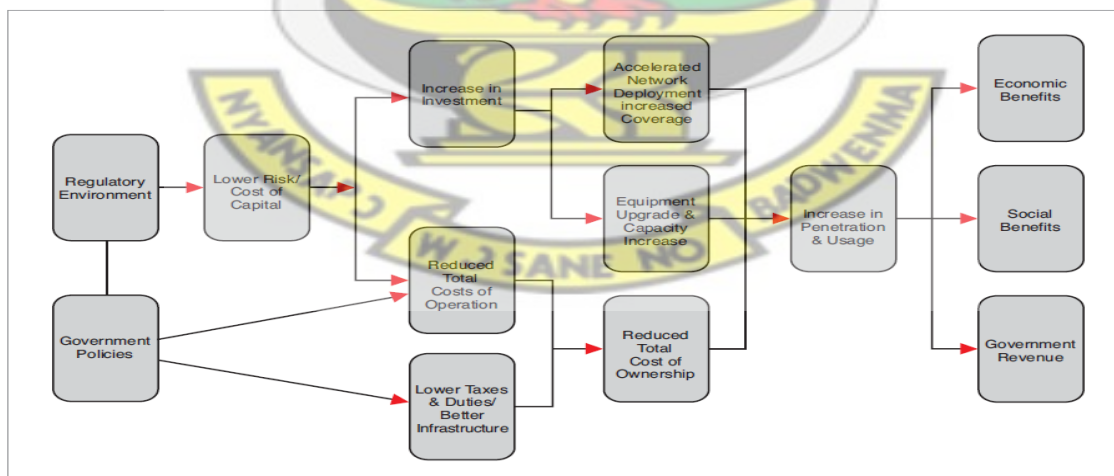 Regulatory
Environment
Government
Policies
Lower Risk/
Cost of
Capital
Increase in
Investment
Reduced
Total
Costs of
Operation
Lower Taxes
& Duties/
Better
Infrastructure
Accelerated
Network
Deployment
increased
Coverage
Equipment
Upgrade &
Capacity
Increase
Reduced
Total
Cost of
Ownership
Increase in
Penetration
& Usage
Economic
Benefits
Social
Benefits
Government
Revenue
NYANSAPO
W
SANE NO
BADWENMA